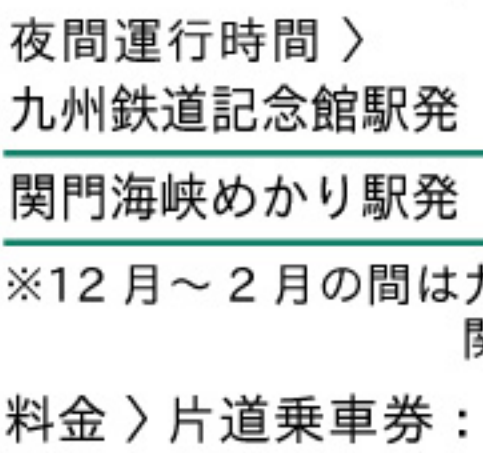 夜間運行時間 〉
九州鉄道記念館駅発
関門海峡めかり駅発
※12 月～ 2 月の間は
料金 〉片道乗車券：